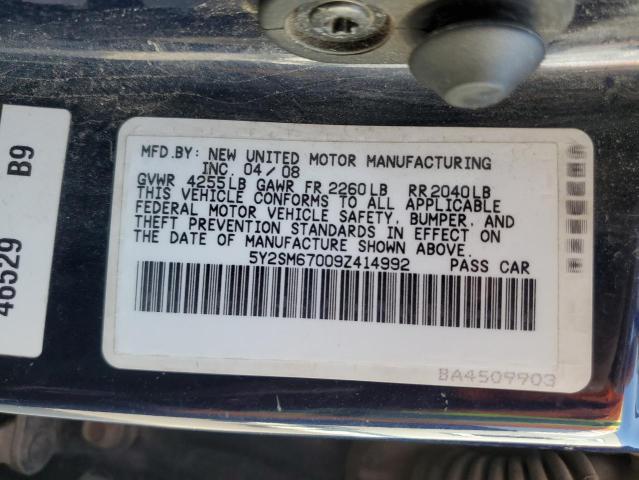 MFD.BY: NEW UNITED MOTOR MANUFACTURING
INC. 04/08
GVWR 4255LB GAWR FR 2260LB RR2040LB
THIS VEHICLE CONFORMS TO ALL APPLICABLE
FEDERAL MOTOR VEHICLE SAFETY, BUMPER, AND
THEFT PREVENTION STANDARDS IN EFFECT ON
THE DATE OF MANUFACTURE SHOWN ABOVE.
5Y2SM67009Z414992 PASS CAR
BA4509903
46529 B9